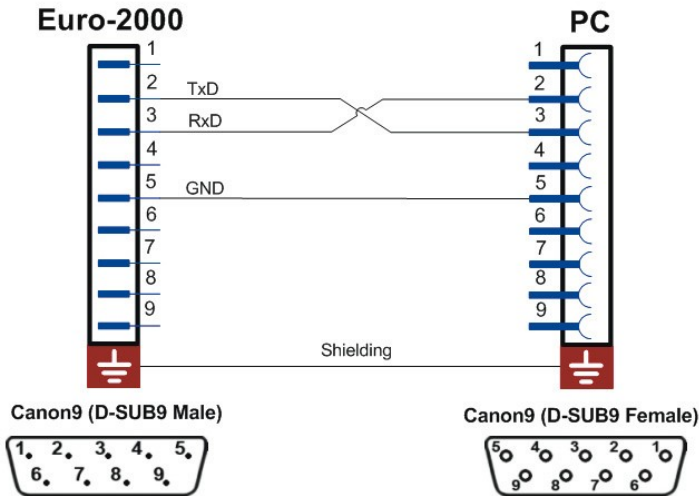 Euro-2000 PC
1 1
2 TxD 2
3 RxD 3
4 4
5 GND 5
6 6
7 7
8 8
9 9
Shielding
Canon9 (D-SUB9 Male) Canon9 (D-SUB9 Female)
1 2 3 4 5 5 4 3 2 1
6 7 8 9 9 8 7 6